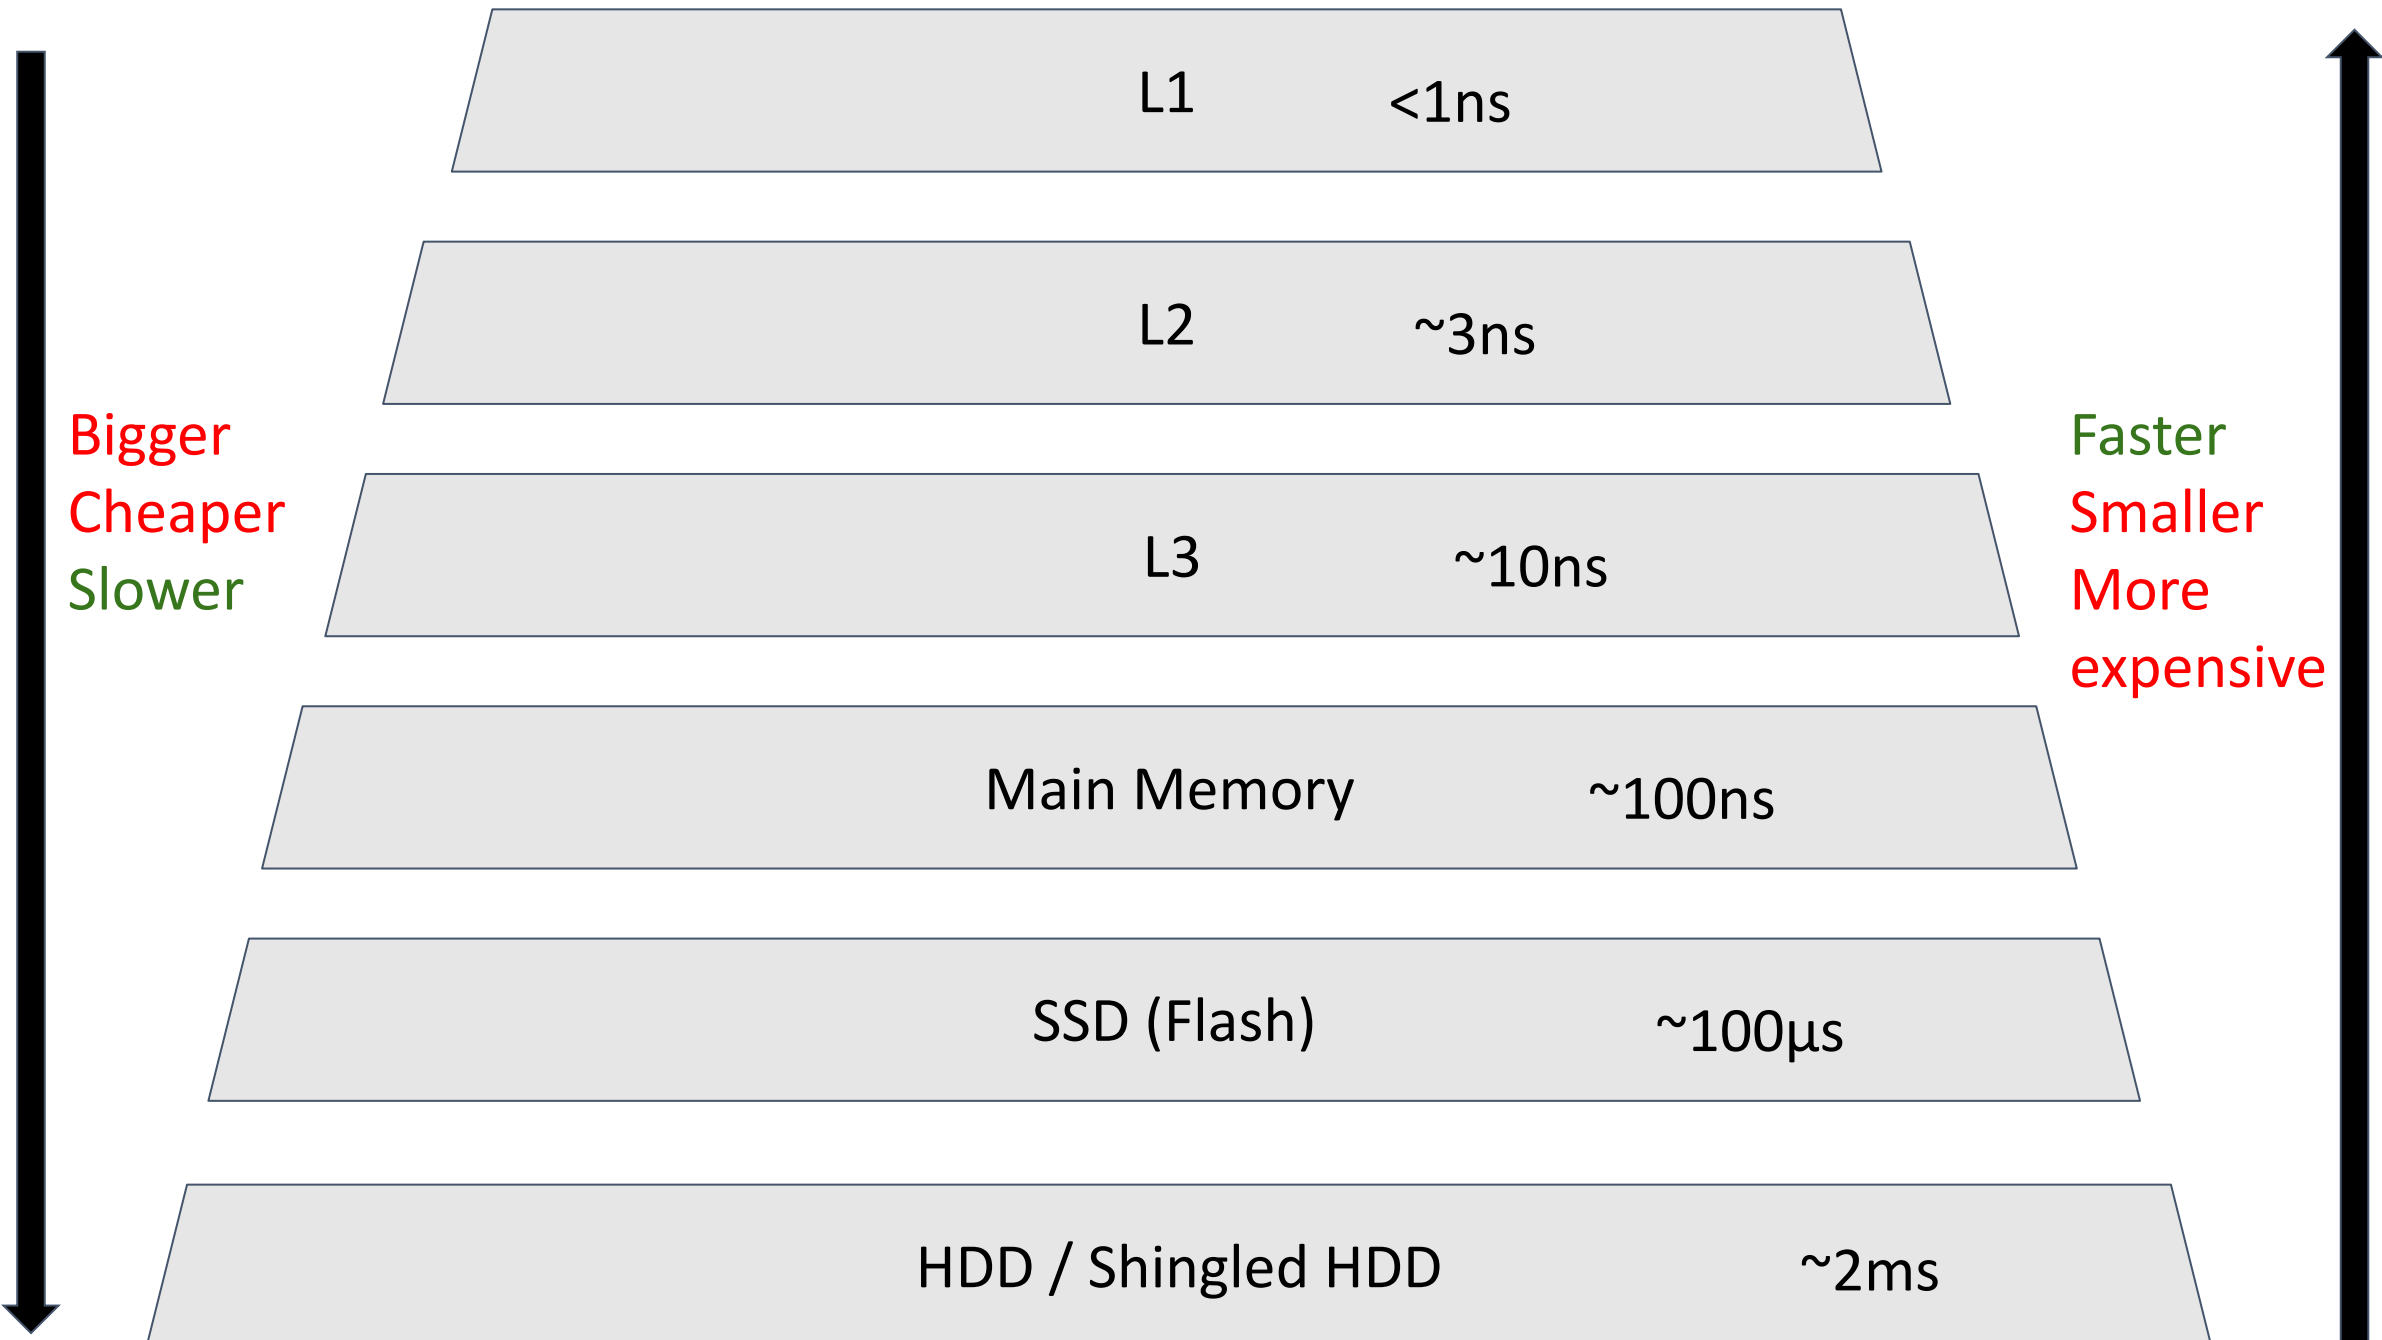 L1 <1ns
L2 ~3ns
Bigger
Cheaper
Slower
Faster
Smaller
More
expensive
L3 ~10ns
Main Memory ~100ns
SSD (Flash) ~100μs
HDD / Shingled HDD ~2ms